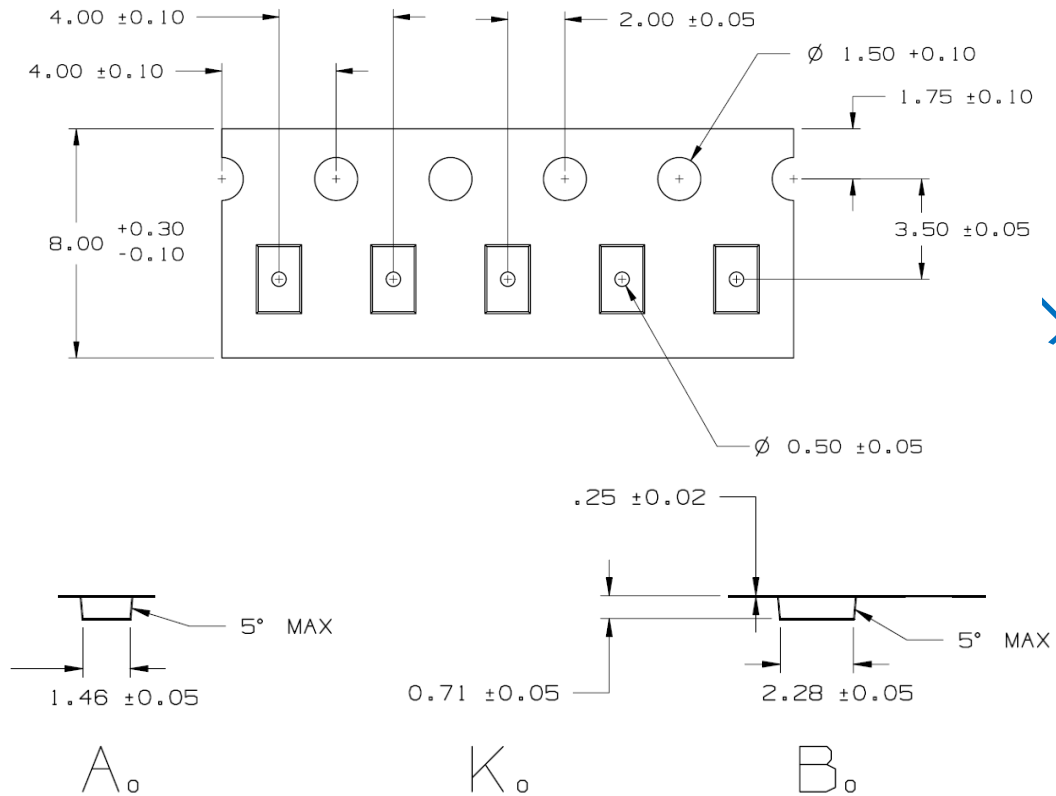 4.00 ±0.10
2.00 ±0.05
Ø 1.50 +0.10
4.00 ±0.10
1.75 ±0.10
8.00 +0.30
-0.10
3.50 ±0.05
Ø 0.50 ±0.05
.25 ±0.02
5° MAX
5° MAX
1.46 ±0.05
0.71 ±0.05
2.28 ±0.05
A₀
K₀
B₀